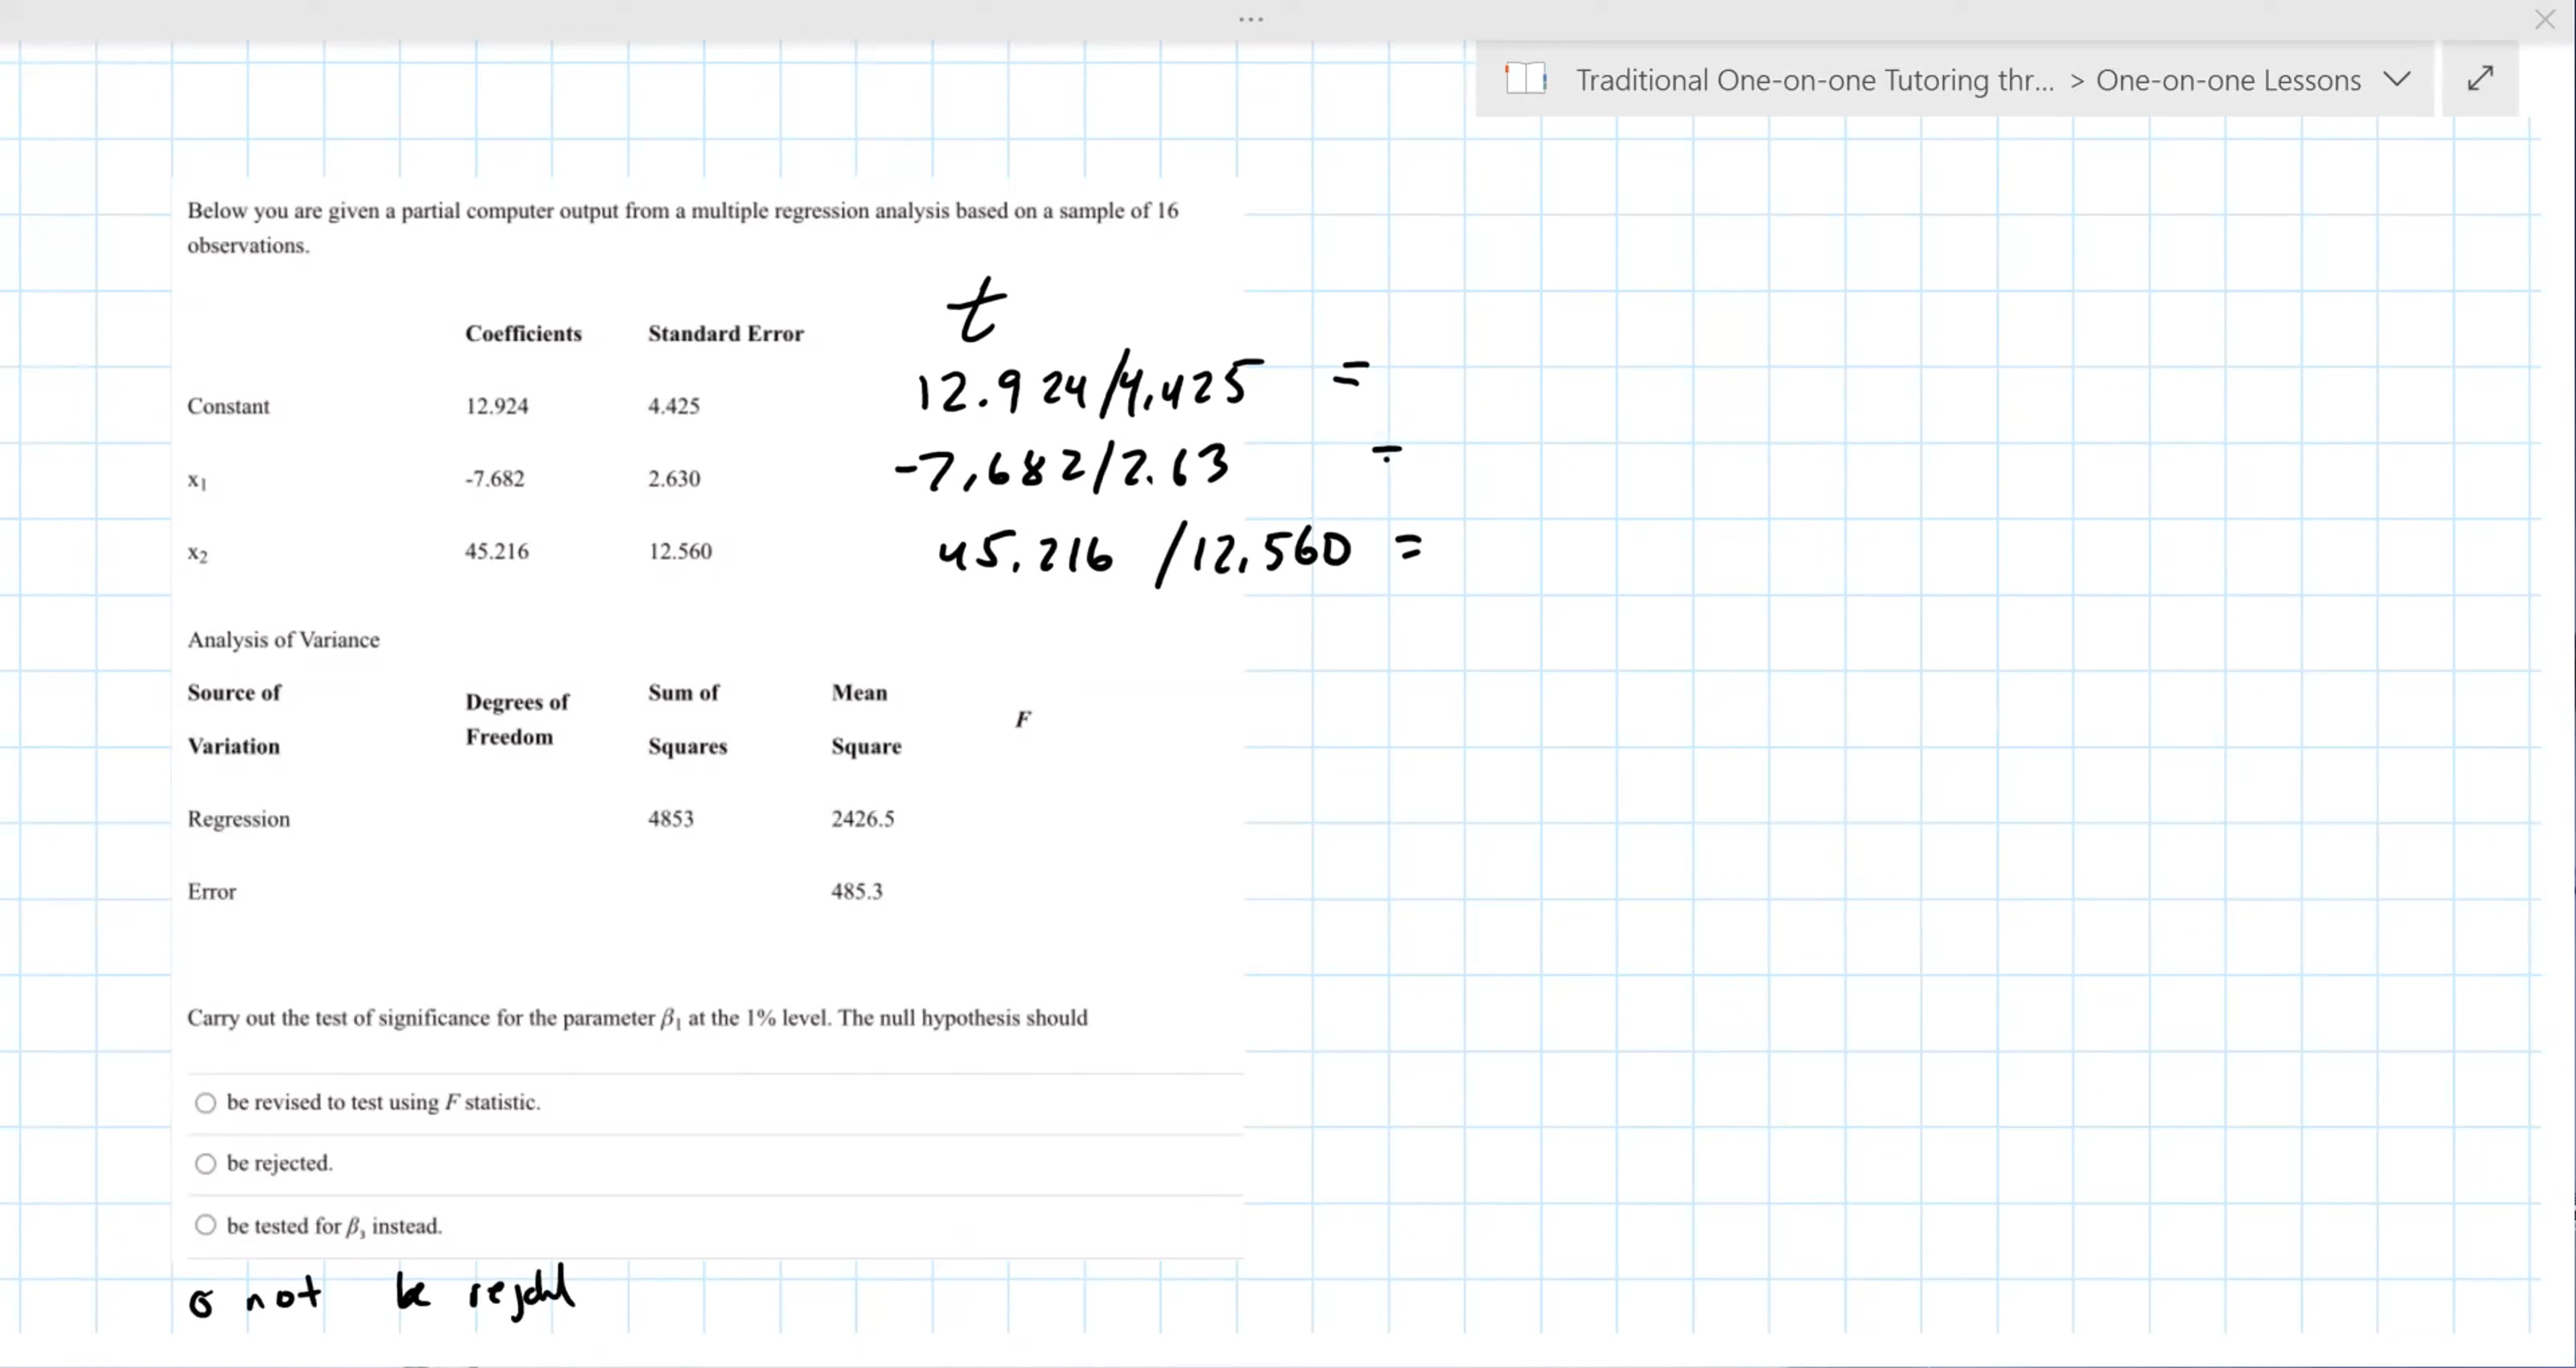 ...
Traditional One-on-one Tutoring thr... > One-on-one Lessons
Below you are given a partial computer output from a multiple regression analysis based on a sample of 16
observations.
t
Coefficients Standard Error
Constant 12.924 4.425 12.924/4.425 =
x₁ -7.682 2.630 -7.682/2.63 =
x₂ 45.216 12.560 45.216 /12.560 =
Analysis of Variance
Source of Degrees of Sum of Mean F
Variation Freedom Squares Square
Regression 4853 2426.5
Error 485.3
Carry out the test of significance for the parameter β₁ at the 1% level. The null hypothesis should
be revised to test using F statistic.
be rejected.
be tested for β₃ instead.
o not be